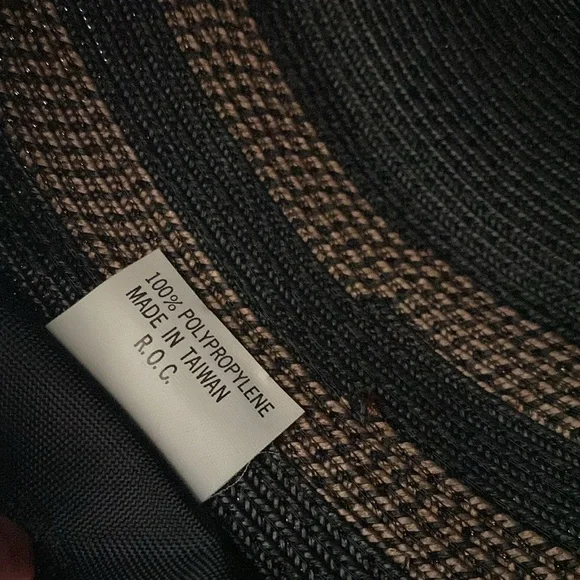 100% POLYPROPYLENE
MADE IN TAIWAN
R.O.C.